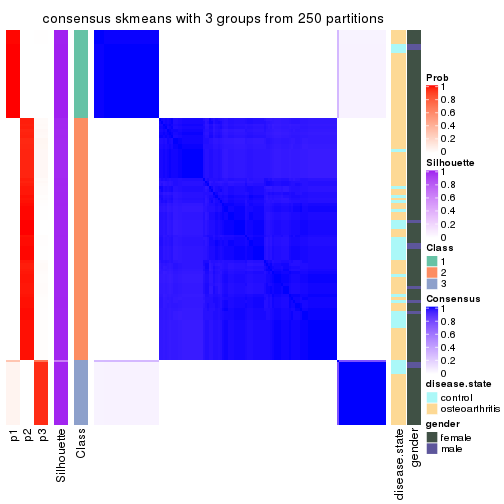 consensus skmeans with 3 groups from 250 partitions
Prob
1
0.8
0.6
0.4
0.2
0
Silhouette
1
0.8
0.6
0.4
0.2
0
Class
1
2
3
Consensus
1
0.8
0.6
0.4
0.2
0
disease.state
control
osteoarthritis
gender
female
male
p1
p2
p3
Silhouette
Class
disease.state
gender